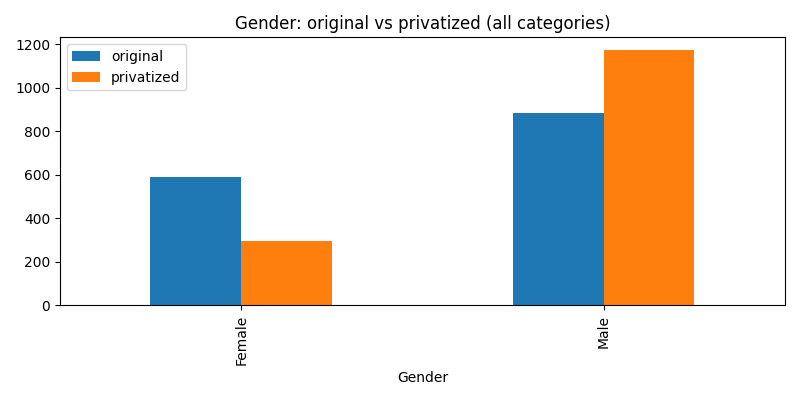 Gender: original vs privatized (all categories)
original
privatized
1200
1000
800
600
400
200
0
Female
Male
Gender